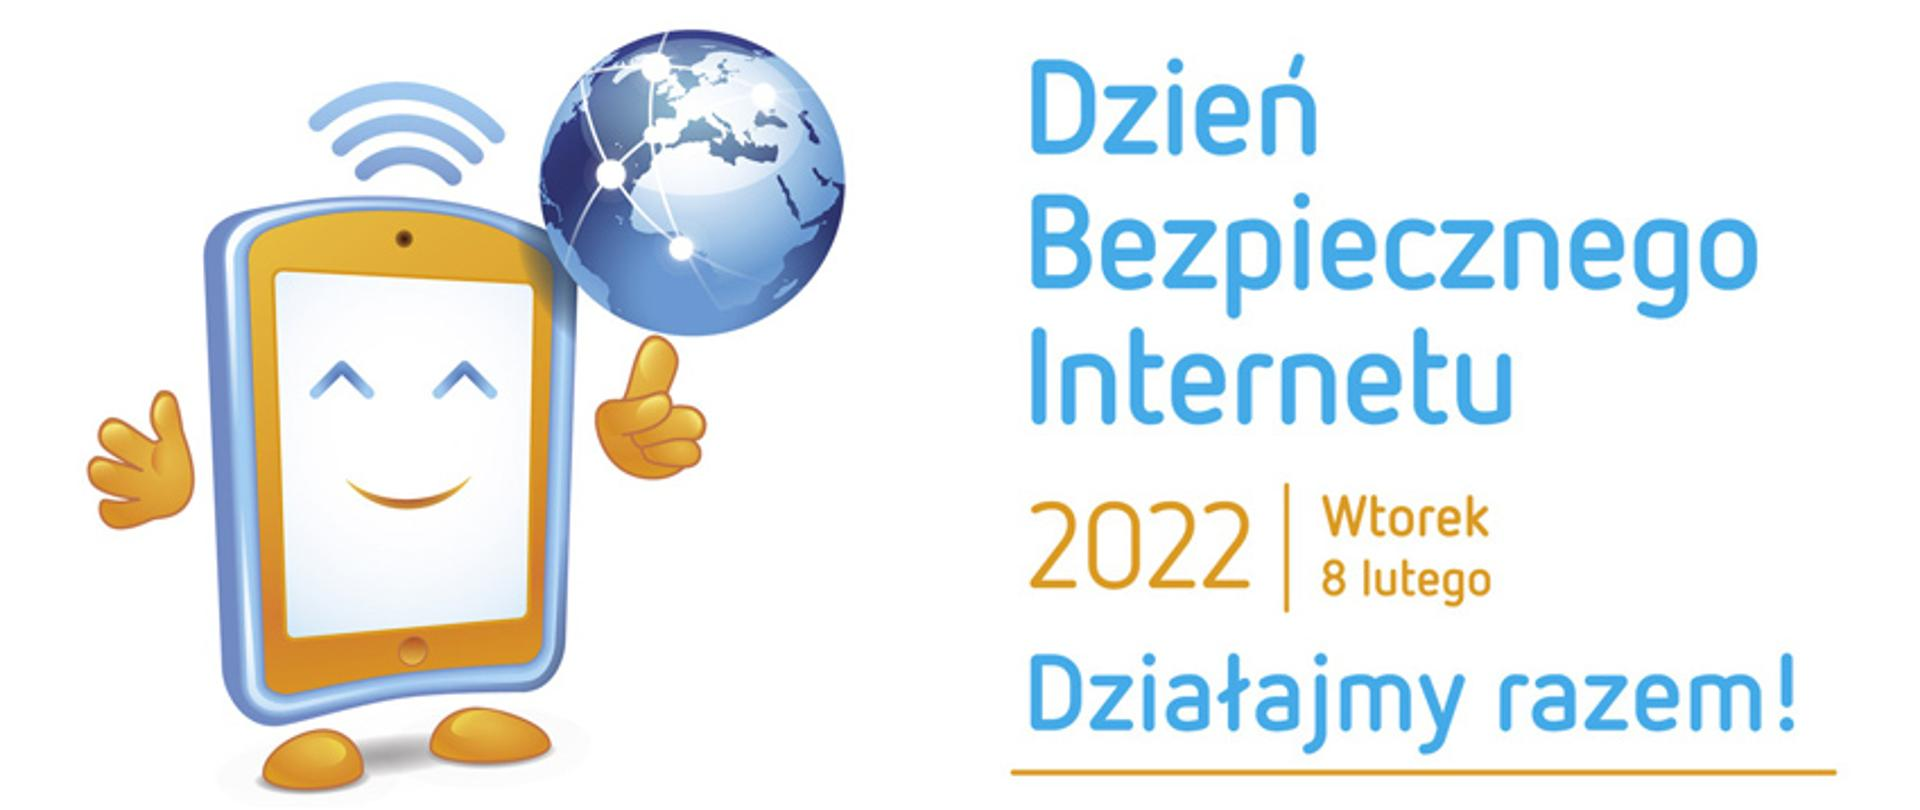 Dzień
Bezpiecznego
Internetu
2022
Wtorek
8 lutego
Działajmy razem!